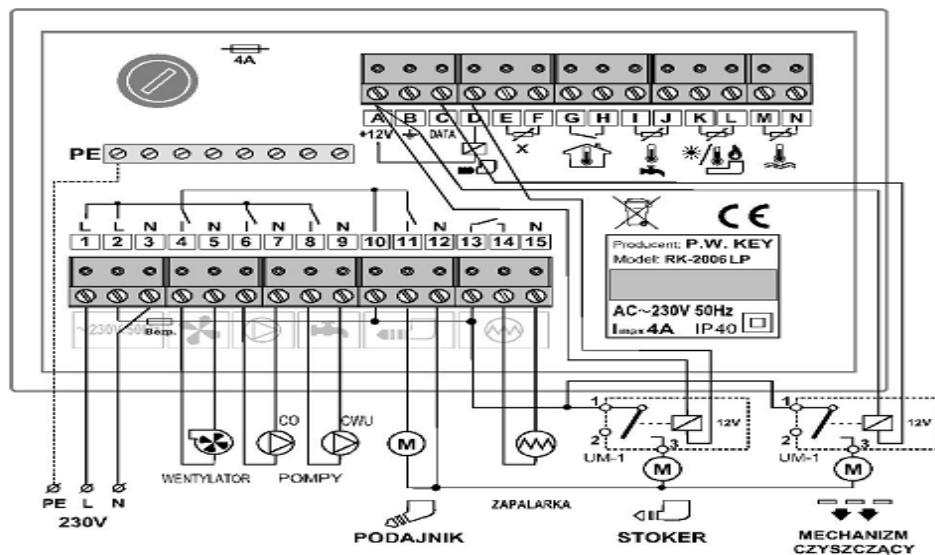 4A
A B C D E F G H I J K L M N
+12V DATA
X
PE
L L N N N N N N
1 2 3 4 5 6 7 8 9 10 11 12 13 14 15
Producent: P.W. KEY
Model: RK-2006 LP
AC~230V 50Hz
Imax 4A IP40
CE
~230V 50Hz
Bezp.
1
2
3
12V
UM-1
1
2
3
12V
UM-1
CO
CWU
M
M
M
WENTYLATOR
POMPY
ZAPALARKA
PE L N
230V
PODAJNIK
STOKER
MECHANIZM
CZYSZCZĄCY